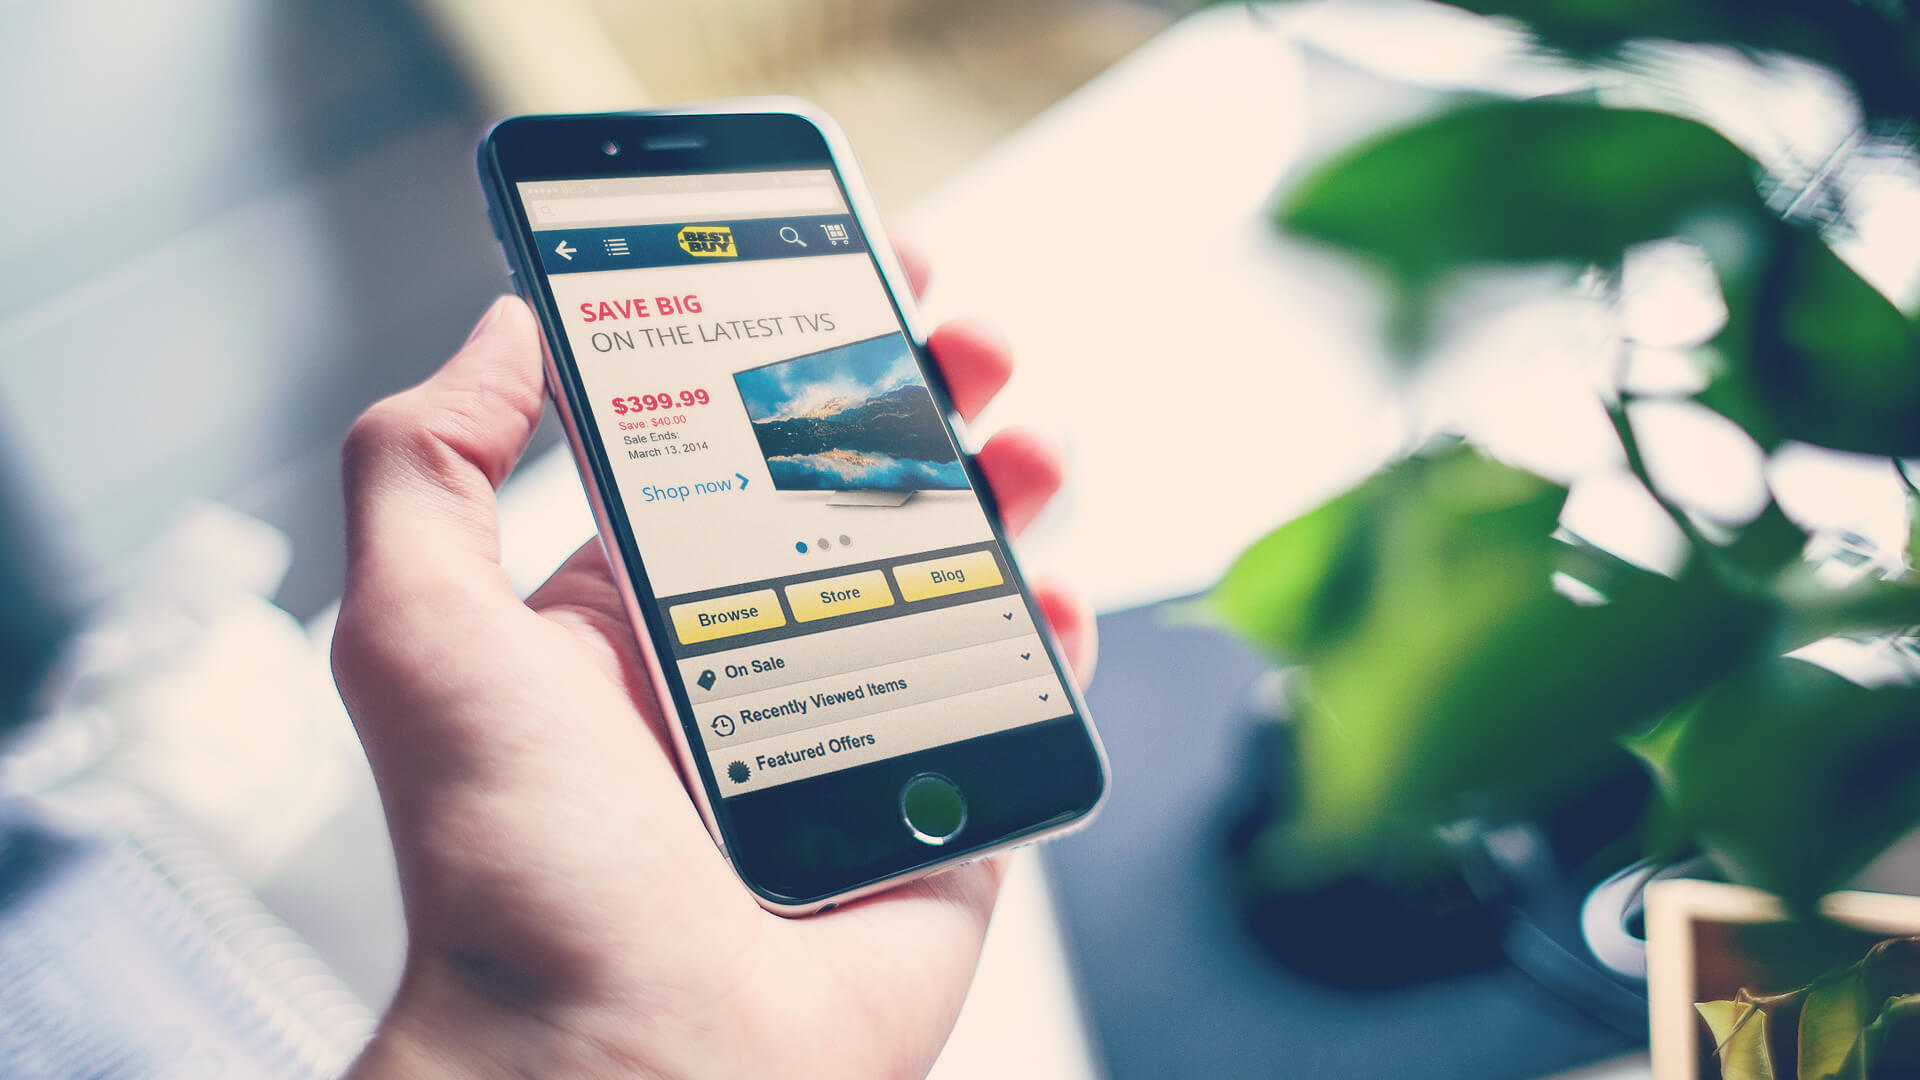 BELL
BEST
BUY
SAVE BIG
ON THE LATEST TVS
$399.99
Save: $40.00
Sale Ends:
March 13, 2014
Shop now
Browse
Store
Blog
On Sale
Recently Viewed Items
Featured Offers